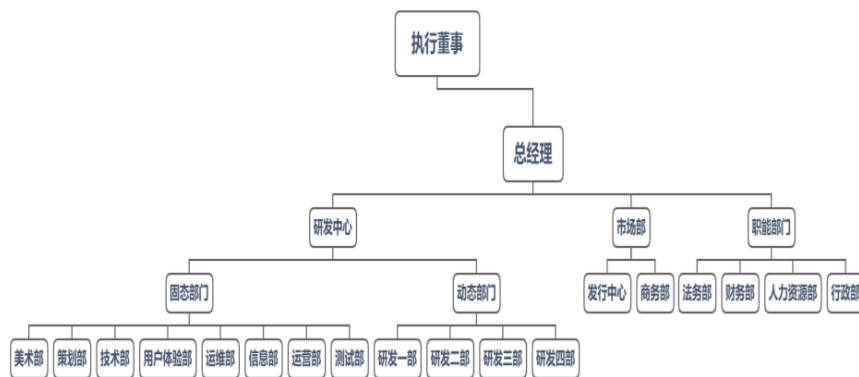 执行董事
总经理
研发中心
市场部
职能部门
固态部门
动态部门
发行中心
商务部
法务部
财务部
人力资源部
行政部
美术部
策划部
技术部
用户体验部
运维部
信息部
运营部
测试部
研发一部
研发二部
研发三部
研发四部